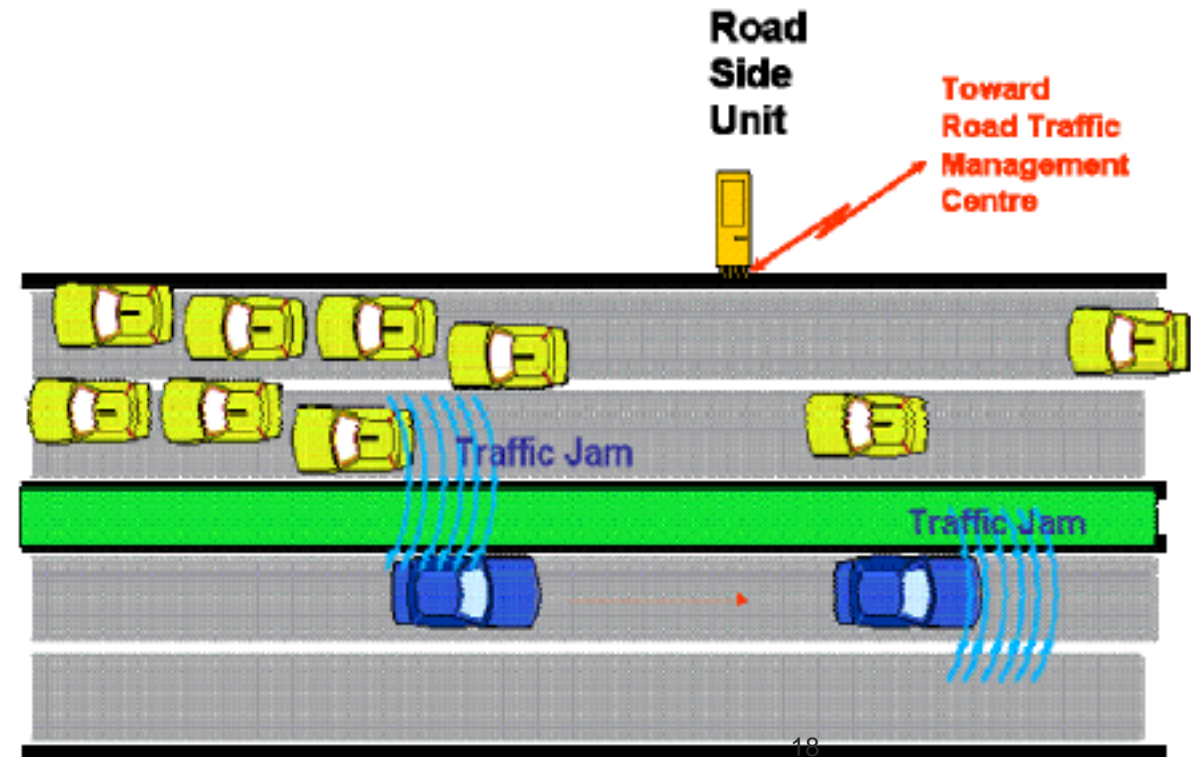 Road
Side
Unit
Toward
Road Traffic
Management
Centre
Traffic Jam
Traffic Jam
18